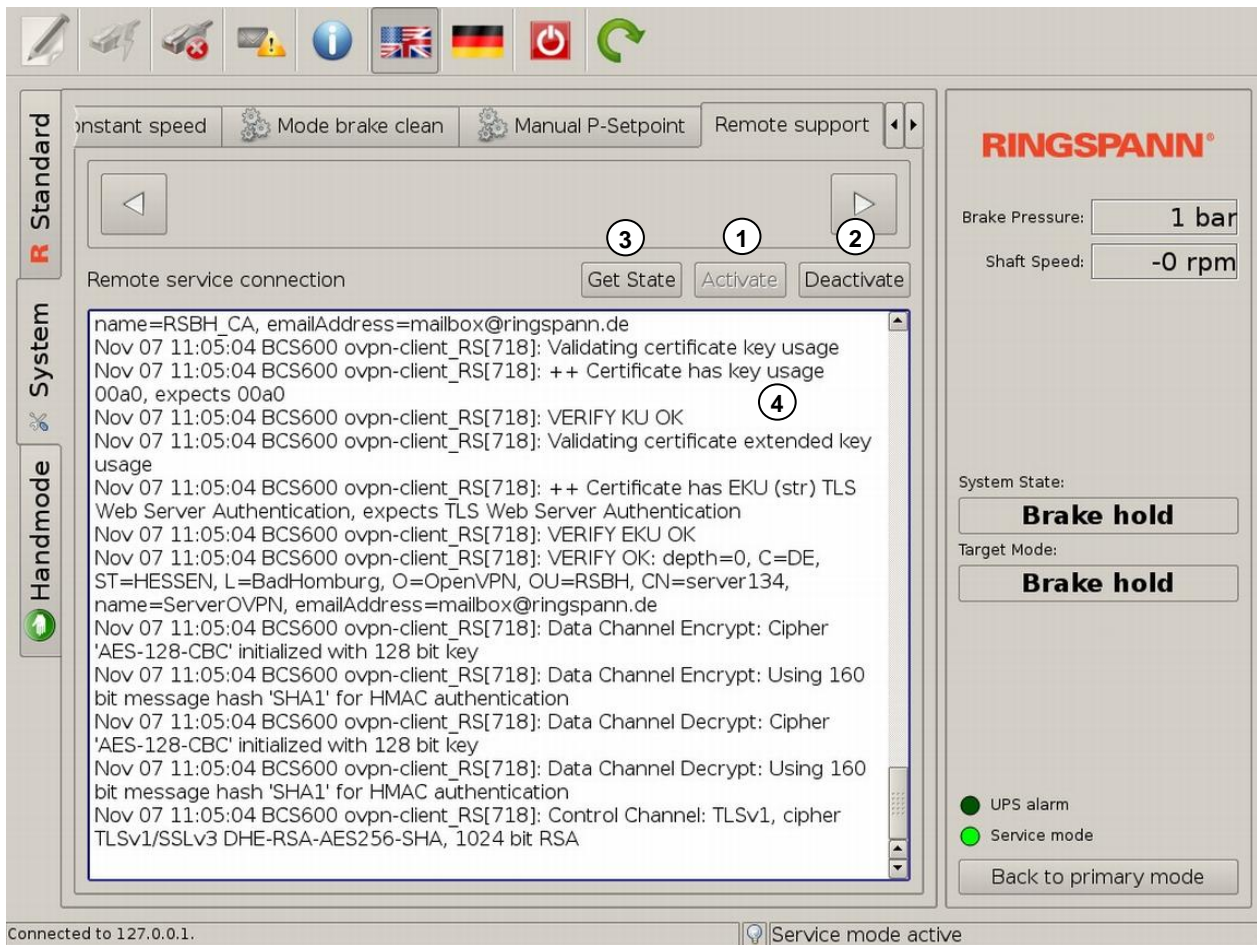 onstant speed
Mode brake clean
Manual P-Setpoint
Remote support
Standard
R
System
Handmode
RINGSPANN®
Brake Pressure:
1 bar
Shaft Speed:
-0 rpm
3
1
2
Remote service connection
Get State
Activate
Deactivate
name=RSBH_CA, emailAddress=mailbox@ringspann.de
Nov 07 11:05:04 BCS600 ovpn-client_RS[718]: Validating certificate key usage
Nov 07 11:05:04 BCS600 ovpn-client_RS[718]: ++ Certificate has key usage
00a0, expects 00a0
4
Nov 07 11:05:04 BCS600 ovpn-client_RS[718]: VERIFY KU OK
Nov 07 11:05:04 BCS600 ovpn-client_RS[718]: Validating certificate extended key
usage
Nov 07 11:05:04 BCS600 ovpn-client_RS[718]: ++ Certificate has EKU (str) TLS
Web Server Authentication, expects TLS Web Server Authentication
Nov 07 11:05:04 BCS600 ovpn-client_RS[718]: VERIFY EKU OK
Nov 07 11:05:04 BCS600 ovpn-client_RS[718]: VERIFY OK: depth=0, C=DE,
ST=HESSEN, L=BadHomburg, O=OpenVPN, OU=RSBH, CN=server134,
name=ServerOVPN, emailAddress=mailbox@ringspann.de
Nov 07 11:05:04 BCS600 ovpn-client_RS[718]: Data Channel Encrypt: Cipher
'AES-128-CBC' initialized with 128 bit key
Nov 07 11:05:04 BCS600 ovpn-client_RS[718]: Data Channel Encrypt: Using 160
bit message hash 'SHA1' for HMAC authentication
Nov 07 11:05:04 BCS600 ovpn-client_RS[718]: Data Channel Decrypt: Cipher
'AES-128-CBC' initialized with 128 bit key
Nov 07 11:05:04 BCS600 ovpn-client_RS[718]: Data Channel Decrypt: Using 160
bit message hash 'SHA1' for HMAC authentication
Nov 07 11:05:04 BCS600 ovpn-client_RS[718]: Control Channel: TLSv1, cipher
TLSv1/SSLv3 DHE-RSA-AES256-SHA, 1024 bit RSA
System State:
Brake hold
Target Mode:
Brake hold
UPS alarm
Service mode
Back to primary mode
Connected to 127.0.0.1.
Service mode active